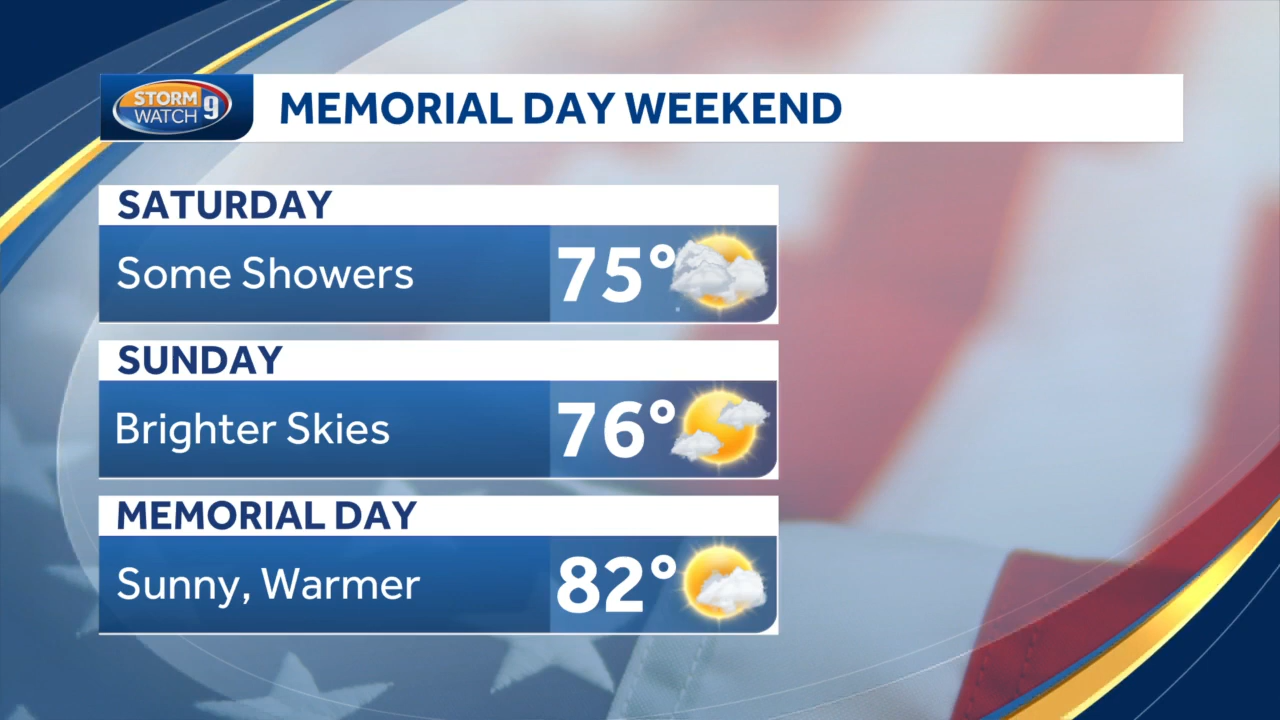 STORM
WATCH 9
MEMORIAL DAY WEEKEND
SATURDAY
Some Showers 75°
SUNDAY
Brighter Skies 76°
MEMORIAL DAY
Sunny, Warmer 82°